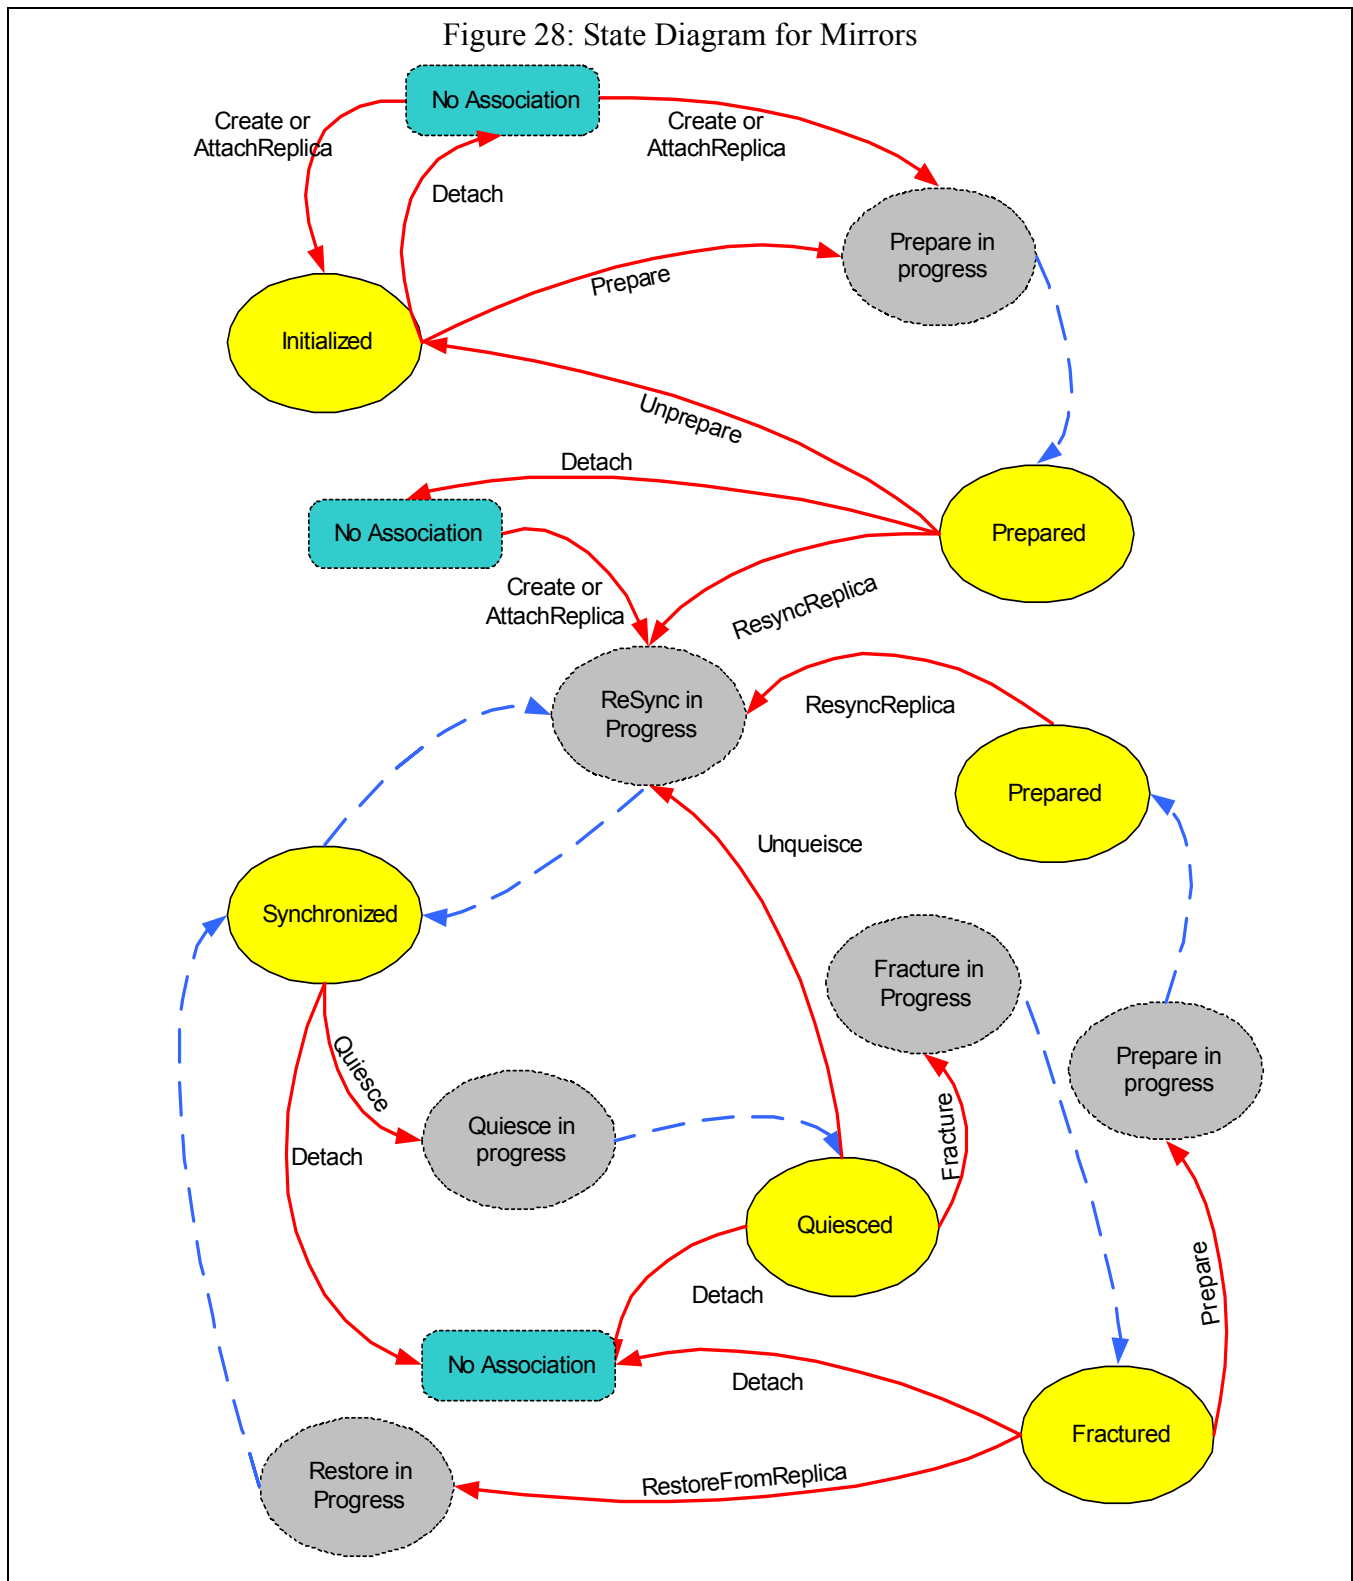 Figure 28: State Diagram for Mirrors
No Association
Create or
AttachReplica
Create or
AttachReplica
Detach
Prepare in
progress
Prepare
Initialized
Unprepare
Detach
No Association
Prepared
Create or
AttachReplica
ResyncReplica
ReSync in
Progress
ResyncReplica
Prepared
Unqueisce
Synchronized
Fracture in
Progress
Quiesce
Prepare in
progress
Quiesce in
progress
Detach
Fracture
Quiesced
Detach
Prepare
No Association
Detach
Fractured
Restore in
Progress
RestoreFromReplica